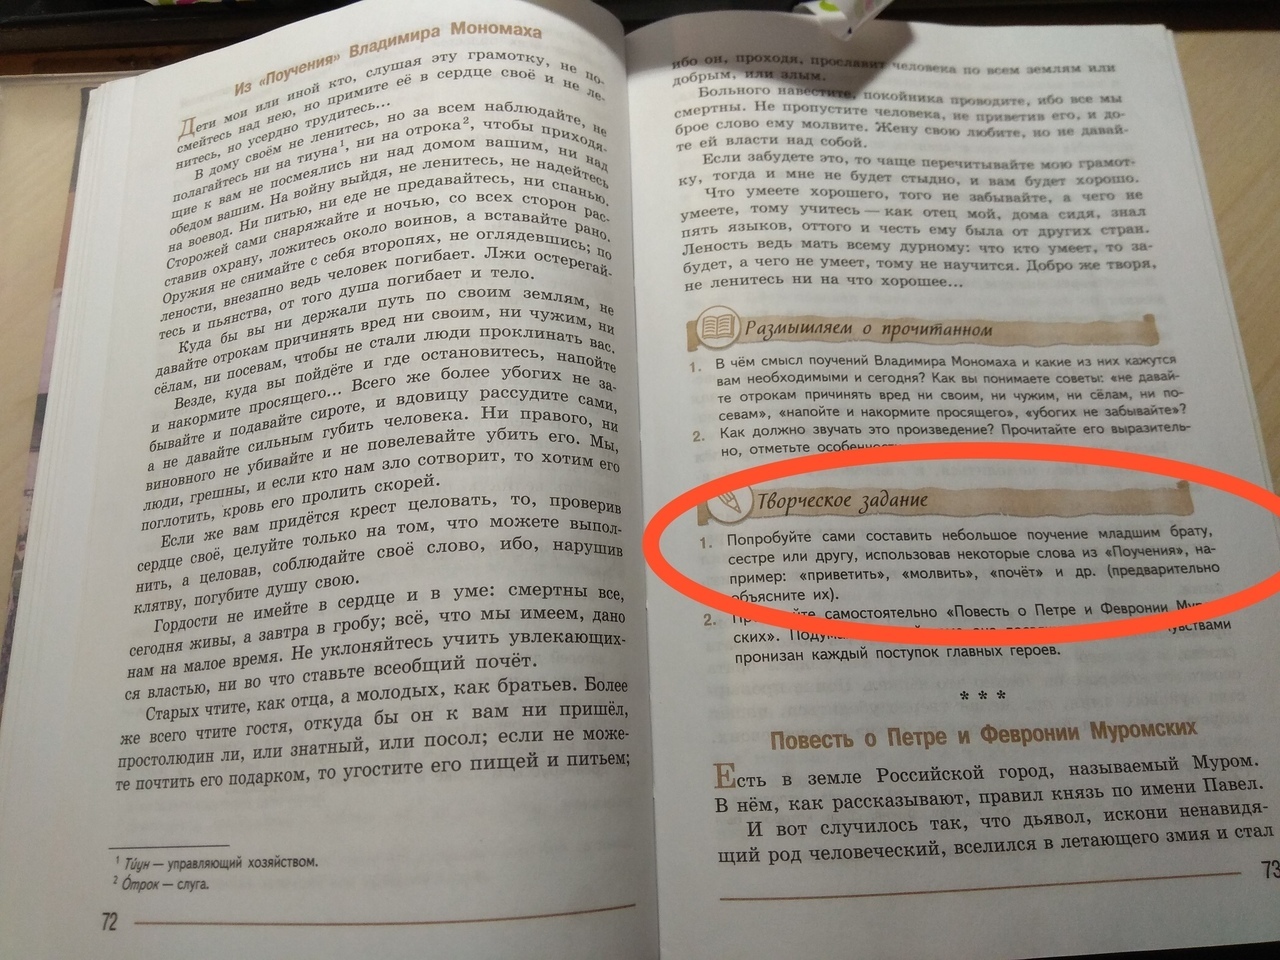 Из «Поучения» Владимира Мономаха
Дети мои или иной кто, слушая эту грамотку, не по-
смейтесь над нею, но примите её в сердце своё и не ле-
нитесь, но усердно трудитесь...
В дому своём не ленитесь, но за всем наблюдайте, не
полагайтесь ни на тиуна¹, ни на отрока², чтобы приходя-
щие к вам не посмеялись ни над домом вашим, ни над
обедом вашим. На войну выйдя, не ленитесь, не надейтесь
на воевод. Ни питью, ни еде не предавайтесь, ни спанью.
Сторожей сами снаряжайте и ночью, со всех сторон рас-
ставив охрану, ложитесь около воинов, а вставайте рано.
Оружия не снимайте с себя второпях, не оглядевшись; по
лености, внезапно ведь человек погибает. Лжи остерегай-
тесь и пьянства, от того душа погибает и тело.
Куда бы вы ни держали путь по своим землям, не
давайте отрокам причинять вред ни своим, ни чужим, ни
сёлам, ни посевам, чтобы не стали люди проклинать вас.
Везде, куда вы пойдёте и где остановитесь, напойте
и накормите просящего... Всего же более убогих не за-
бывайте и подавайте сироте, и вдовицу рассудите сами,
а не давайте сильным губить человека. Ни правого, ни
виновного не убивайте и не повелевайте убить его. Мы,
люди, грешны, и если кто нам зло сотворит, то хотим его
поглотить, кровь его пролить скорей.
Если же вам придётся крест целовать, то, проверив
сердце своё, целуйте только на том, что можете выпол-
нить, а целовав, соблюдайте своё слово, ибо, нарушив
клятву, погубите душу свою.
Гордости не имейте в сердце и в уме: смертны все,
сегодня живы, а завтра в гробу; всё, что мы имеем, дано
нам на малое время. Не уклоняйтесь учить увлекающих-
ся властью, ни во что ставьте всеобщий почёт.
Старых чтите, как отца, а молодых, как братьев. Более
же всего чтите гостя, откуда бы он к вам ни пришёл,
простолюдин ли, или знатный, или посол; если не може-
те почтить его подарком, то угостите его пищей и питьем;
¹ Ти́ун — управляющий хозяйством.
² О́трок — слуга.
72
ибо он, проходя, прославит человека по всем землям или
добрым, или злым.
Больного навестите, покойника проводите, ибо все мы
смертны. Не пропустите человека, не приветив его, и до-
брое слово ему молвите. Жену свою любите, но не давай-
те ей власти над собой.
Если забудете это, то чаще перечитывайте мою грамот-
ку, тогда и мне не будет стыдно, и вам будет хорошо.
Что умеете хорошего, того не забывайте, а чего не
умеете, тому учитесь — как отец мой, дома сидя, знал
пять языков, оттого и честь ему была от других стран.
Леность ведь мать всему дурному: что кто умеет, то за-
будет, а чего не умеет, тому не научится. Добро же творя,
не ленитесь ни на что хорошее...
Размышляем о прочитанном
1. В чём смысл поучений Владимира Мономаха и какие из них кажутся
вам необходимыми и сегодня? Как вы понимаете советы: «не давай-
те отрокам причинять вред ни своим, ни чужим, ни сёлам, ни по-
севам», «напойте и накормите просящего», «убогих не забывайте»?
2. Как должно звучать это произведение? Прочитайте его выразитель-
но, отметьте
Творческое задание
1. Попробуйте сами составить небольшое поучение младшим брату,
сестре или другу, использовав некоторые слова из «Поучения», на-
пример: «приветить», «молвить», «почёт» и др. (предварительно
объясните их).
2. самостоятельно «Повесть о Петре и Февронии
ских».
пронизан каждый поступок главных героев.
* * *
Повесть о Петре и Февронии Муромских
Есть в земле Российской город, называемый Муром.
В нём, как рассказывают, правил князь по имени Павел.
И вот случилось так, что дьявол, искони ненавидя-
щий род человеческий, вселился в летающего змия и стал
73